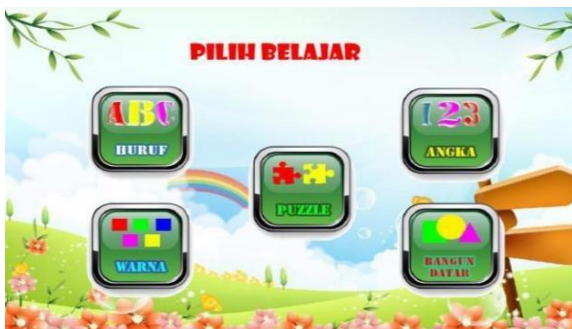 PILIH BELAJAR
ABC
HURUF
123
ANGKA
PUZZLE
WARNA
BANGUN
DATAR